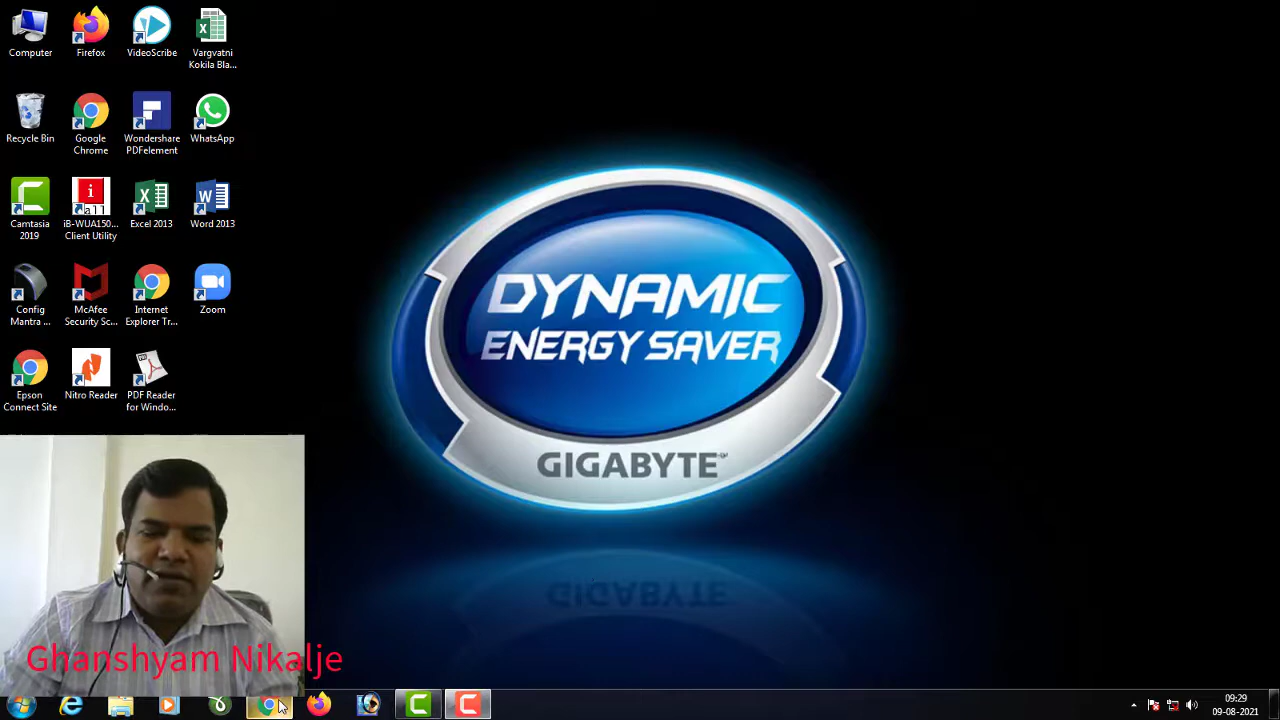 Computer
Firefox
VideoScribe
Vargvatni
Kokila Bla...
Recycle Bin
Google
Chrome
Wondershare
PDFelement
WhatsApp
Camtasia
2019
iB-WUA150...
Client Utility
Excel 2013
Word 2013
Config
Mantra ...
McAfee
Security Sc...
Internet
Explorer Tr...
Zoom
Epson
Connect Site
Nitro Reader
PDF Reader
for Windo...
DYNAMIC
ENERGY SAVER
GIGABYTE
Ghanshyam Nikalje
09:29
09-08-2021